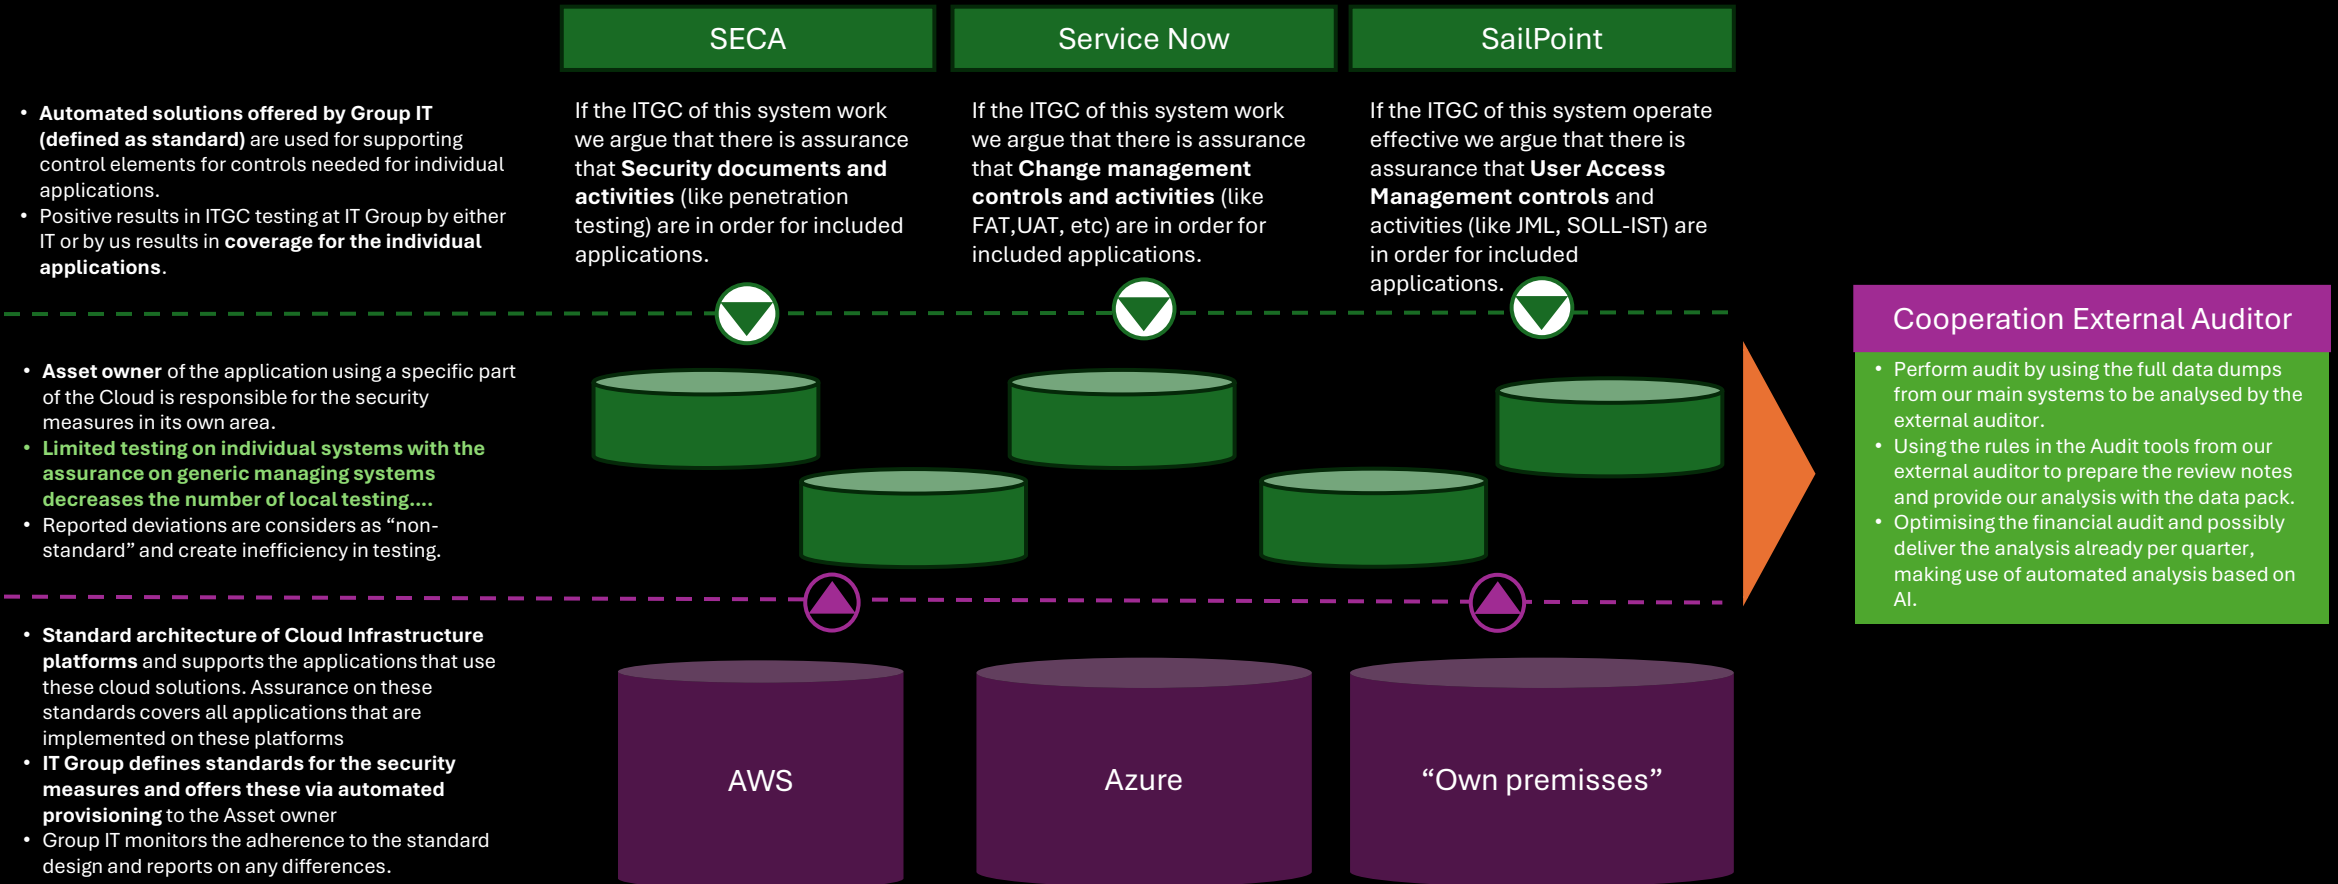 SECA
Service Now
SailPoint
• Automated solutions offered by Group IT
(defined as standard) are used for supporting
control elements for controls needed for individual
applications.
• Positive results in ITGC testing at IT Group by either
IT or by us results in coverage for the individual
applications.
If the ITGC of this system work
we argue that there is assurance
that Security documents and
activities (like penetration
testing) are in order for included
applications.
If the ITGC of this system work
we argue that there is assurance
that Change management
controls and activities (like
FAT,UAT, etc) are in order for
included applications.
If the ITGC of this system operate
effective we argue that there is
assurance that User Access
Management controls and
activities (like JML, SOLL-IST) are
in order for included
applications.
• Asset owner of the application using a specific part
of the Cloud is responsible for the security
measures in its own area.
• Limited testing on individual systems with the
assurance on generic managing systems
decreases the number of local testing....
• Reported deviations are considers as “non-
standard” and create inefficiency in testing.
Cooperation External Auditor
• Perform audit by using the full data dumps
from our main systems to be analysed by the
external auditor.
• Using the rules in the Audit tools from our
external auditor to prepare the review notes
and provide our analysis with the data pack.
• Optimising the financial audit and possibly
deliver the analysis already per quarter,
making use of automated analysis based on
AI.
• Standard architecture of Cloud Infrastructure
platforms and supports the applications that use
these cloud solutions. Assurance on these
standards covers all applications that are
implemented on these platforms
• IT Group defines standards for the security
measures and offers these via automated
provisioning to the Asset owner
• Group IT monitors the adherence to the standard
design and reports on any differences.
AWS
Azure
“Own premisses”